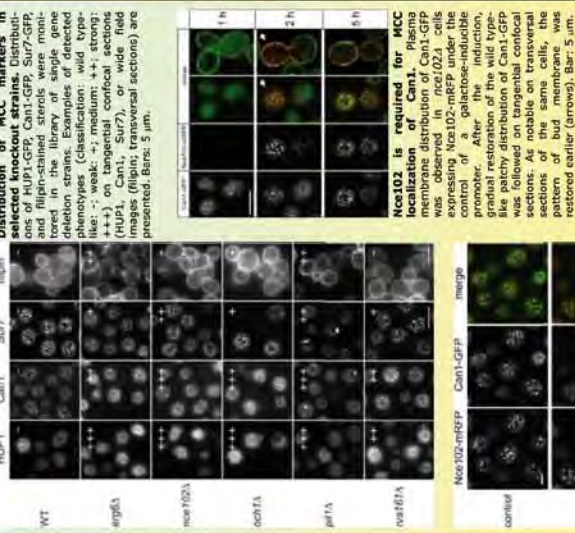 Distribution of MCC markers in
selected knockout strains. Distributi-
ons of HUP1-GFP, Can1-GFP, Sur7-GFP,
and filipin-stained sterols were moni-
tored in the library of single gene
deletion strains. Examples of detected
phenotypes (classification: wild type-
like: -; weak: +; medium: ++; strong:
+++) on tangential confocal sections
(HUP1, Can1, Sur7), or wide field
images (filipin; transversal sections) are
presented. Bars: 5 µm.
HUP1 Can1 Sur7 filipin
WT
erg6Δ
nce102Δ
och1Δ
pil1Δ
rva161Δ
merge
1 h
2 h
5 h
Nce102 is required for MCC
localization of Can1. Plasma
membrane distribution of Can1-GFP
was observed in nce102Δ cells
expressing Nce102-mRFP under the
control of a galactose-inducible
promoter. After the induction,
gradual restoration of the wild type-
like patchy distribution of Can1-GFP
was followed on tangential confocal
sections. As notable on transversal
sections of the same cells, the
pattern of bud membrane was
restored earlier (arrows). Bar: 5 µm.
Nce102-mRFP Can1-GFP merge
control